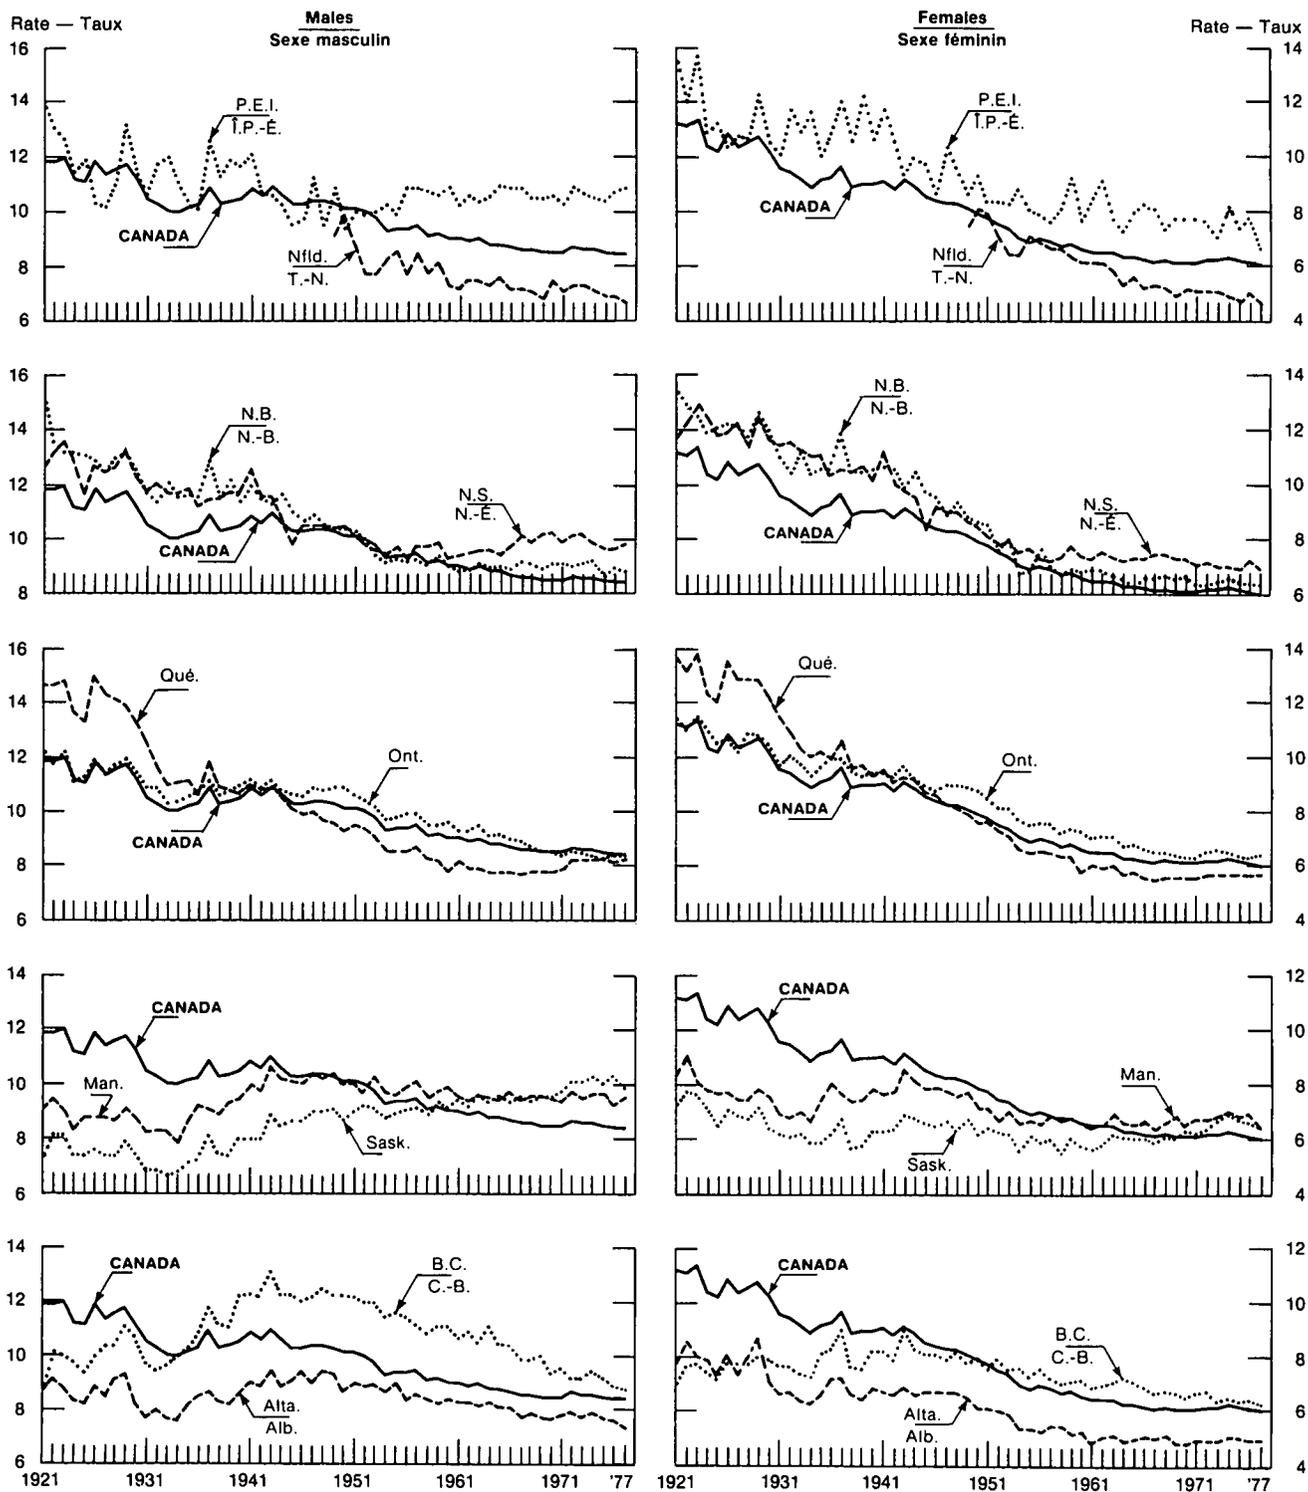 Rate — Taux
Males
Sexe masculin
Females
Sexe féminin
Rate — Taux
16
14
12
10
8
6
P.E.I.
Î.P.-É.
CANADA
Nfld.
T.-N.
P.E.I.
Î.P.-É.
CANADA
Nfld.
T.-N.
14
12
10
8
6
4
16
14
12
10
8
N.B.
N.-B.
N.S.
N.-É.
CANADA
N.B.
N.-B.
N.S.
N.-É.
CANADA
14
12
10
8
6
16
14
12
10
8
6
Qué.
Ont.
CANADA
Qué.
Ont.
CANADA
14
12
10
8
6
4
14
12
10
8
6
CANADA
Man.
Sask.
CANADA
Man.
Sask.
12
10
8
6
4
14
12
10
8
6
CANADA
B.C.
C.-B.
Alta.
Alb.
CANADA
B.C.
C.-B.
Alta.
Alb.
12
10
8
6
4
1921 1931 1941 1951 1961 1971 '77
1921 1931 1941 1951 1961 1971 '77